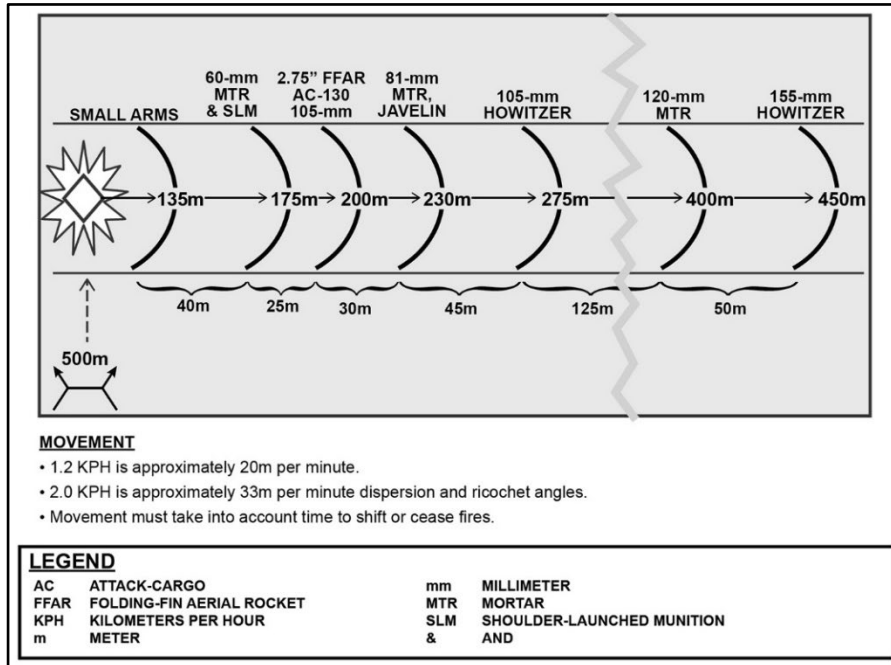 SMALL ARMS
60-mm
MTR
& SLM
2.75” FFAR
AC-130
105-mm
81-mm
MTR,
JAVELIN
105-mm
HOWITZER
120-mm
MTR
155-mm
HOWITZER
135m 175m 200m 230m 275m 400m 450m
40m 25m 30m 45m 125m 50m
500m
MOVEMENT
• 1.2 KPH is approximately 20m per minute.
• 2.0 KPH is approximately 33m per minute dispersion and ricochet angles.
• Movement must take into account time to shift or cease fires.
LEGEND
AC ATTACK-CARGO mm MILLIMETER
FFAR FOLDING-FIN AERIAL ROCKET MTR MORTAR
KPH KILOMETERS PER HOUR SLM SHOULDER-LAUNCHED MUNITION
m METER & AND